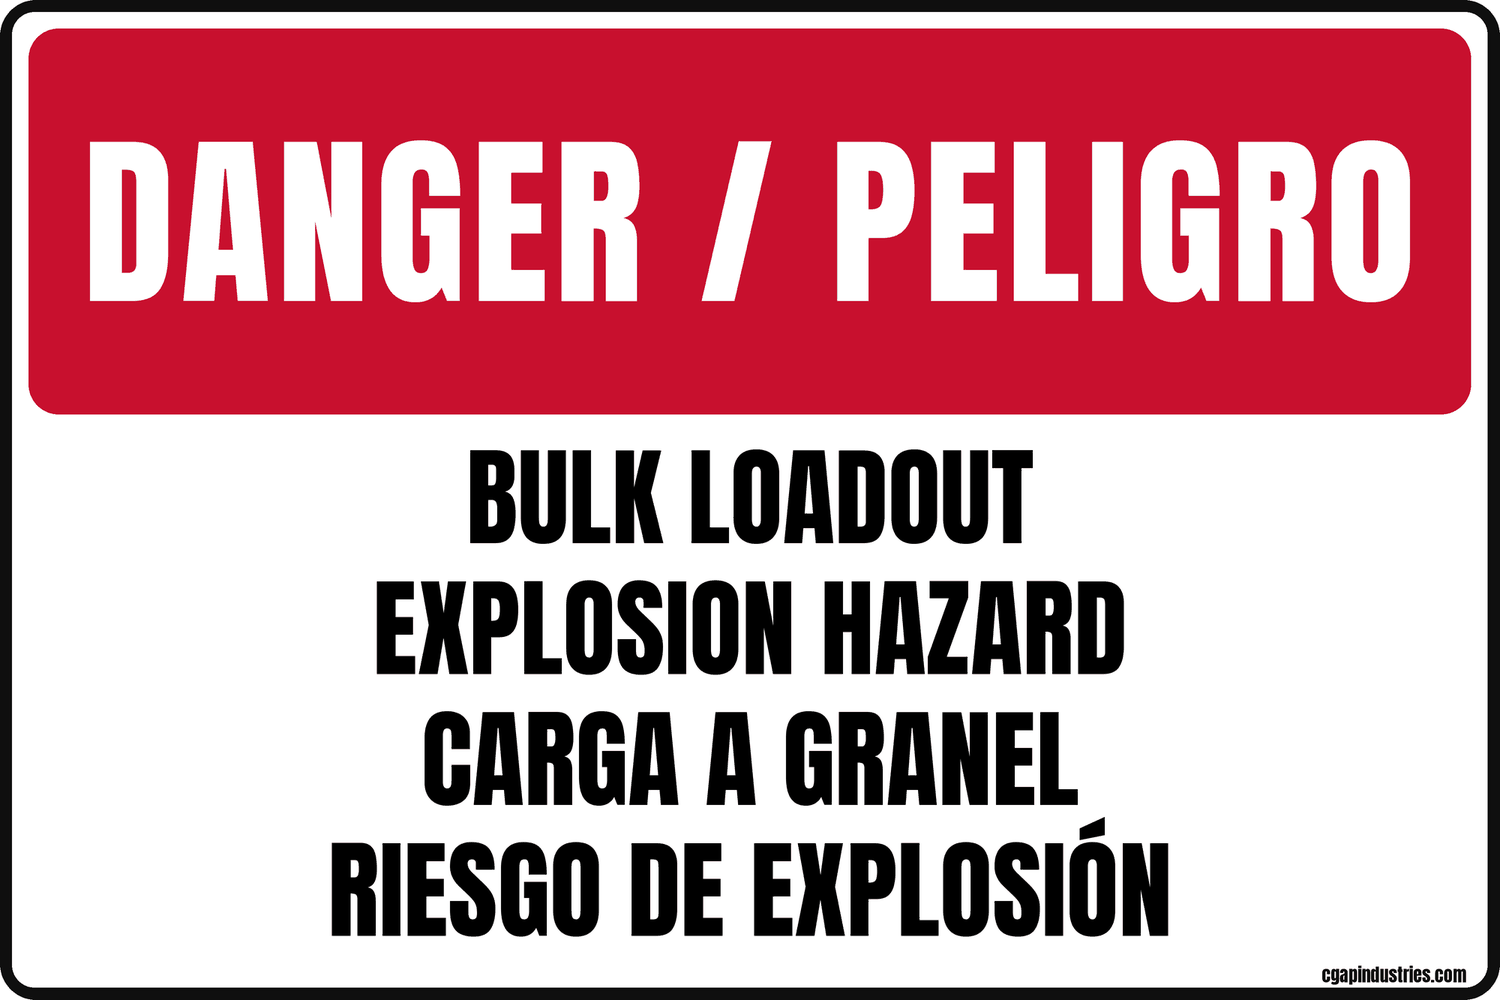 DANGER / PELIGRO
BULK LOADOUT
EXPLOSION HAZARD
CARGA A GRANEL
RIESGO DE EXPLOSIÓN
cgapindustries.com